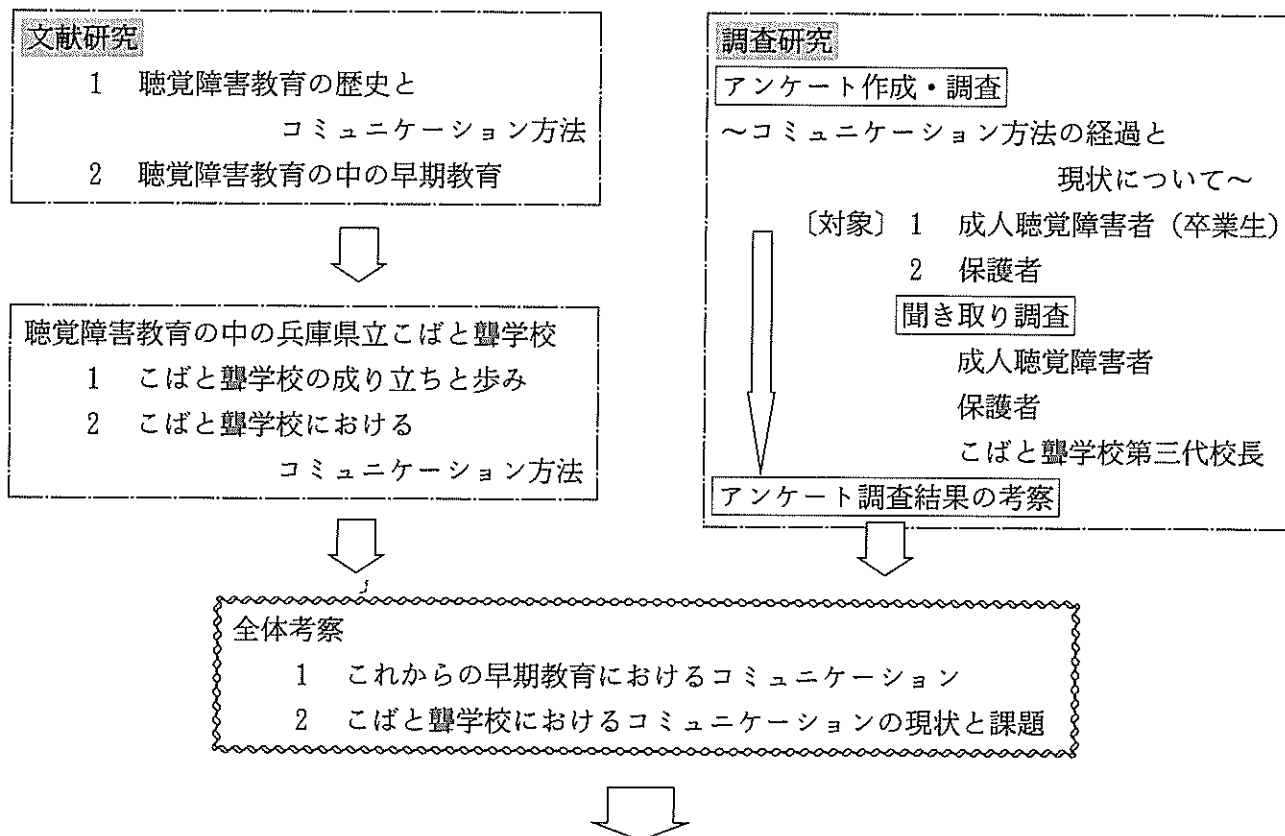 文献研究
1 聴覚障害教育の歴史と
コミュニケーション方法
2 聴覚障害教育の中の早期教育
聴覚障害教育の中の兵庫県立こばと聾学校
1 こばと聾学校の成り立ちと歩み
2 こばと聾学校における
コミュニケーション方法
調査研究
アンケート作成・調査
～コミュニケーション方法の経過と
現状について～
〔対象〕 1 成人聴覚障害者（卒業生）
2 保護者
聞き取り調査
成人聴覚障害者
保護者
こばと聾学校第三代校長
アンケート調査結果の考察
全体考察
1 これからの早期教育におけるコミュニケーション
2 こばと聾学校におけるコミュニケーションの現状と課題